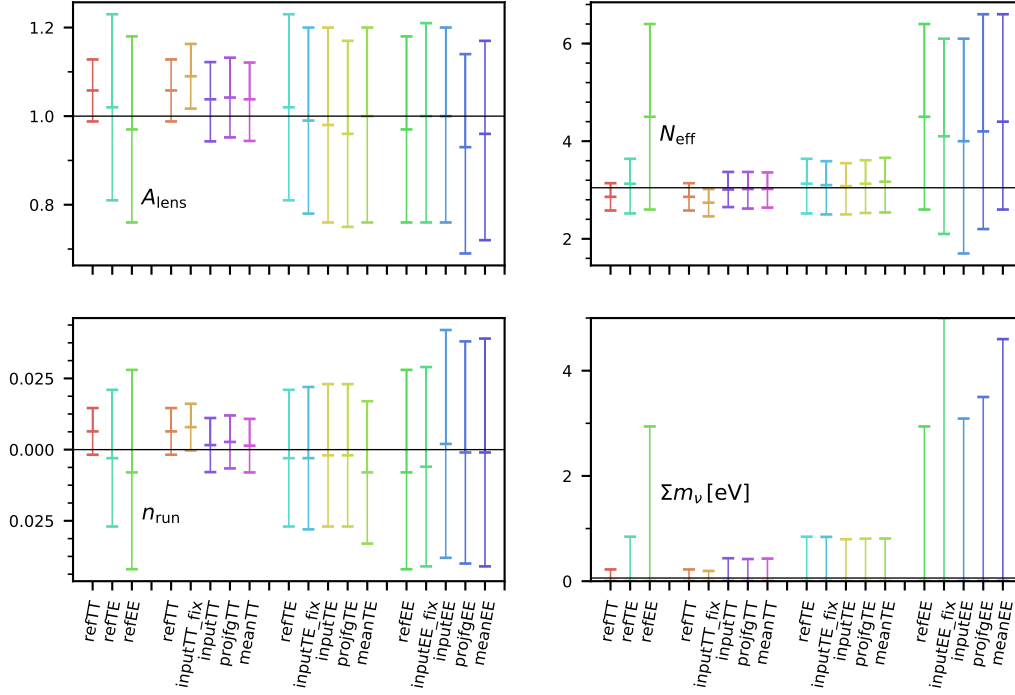 1.2
1.0
0.8
A_lens
6
4
2
N_eff
0.025
0.000
0.025
n_run
4
2
0
Σm_ν [eV]
refTT
refTE
refEE
refTT
inputTT_fix
inputTT
projfgTT
meanTT
refTE
inputTE_fix
inputTE
projfgTE
meanTE
refEE
inputEE_fix
inputEE
projfgEE
meanEE
refTT
refTE
refEE
refTT
inputTT_fix
inputTT
projfgTT
meanTT
refTE
inputTE_fix
inputTE
projfgTE
meanTE
refEE
inputEE_fix
inputEE
projfgEE
meanEE